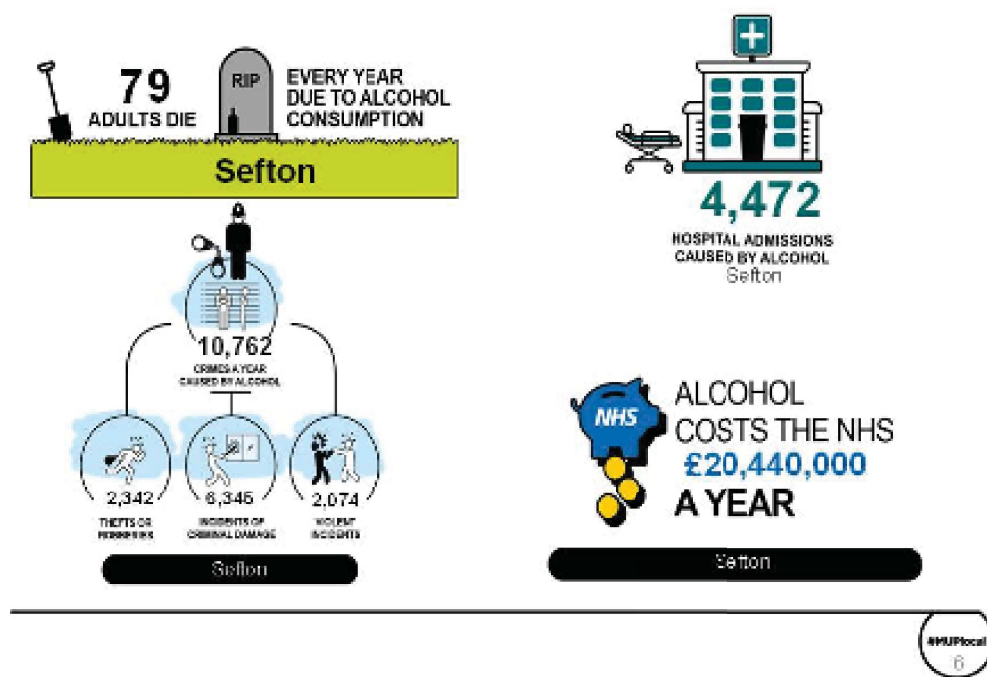 79
ADULTS DIE
RIP
EVERY YEAR
DUE TO ALCOHOL
CONSUMPTION
Sefton
10,762
CRIMES A YEAR
CAUSED BY ALCOHOL
2,342
THEFTS OR
ROBBERIES
6,345
INCIDENTS OF
CRIMINAL DAMAGE
2,074
VIOLENT
INCIDENTS
Sefton
4,472
HOSPITAL ADMISSIONS
CAUSED BY ALCOHOL
Sefton
NHS
ALCOHOL
COSTS THE NHS
£20,440,000
A YEAR
Sefton
#MUPlocal
6